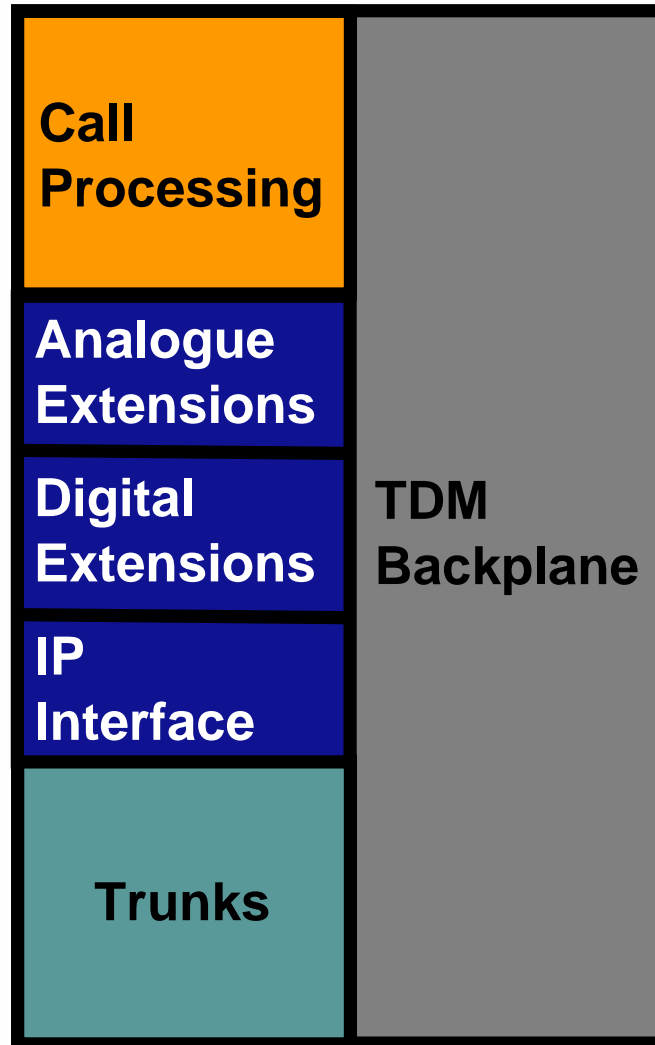 Call
Processing
Analogue
Extensions
Digital
Extensions
IP
Interface
Trunks
TDM
Backplane